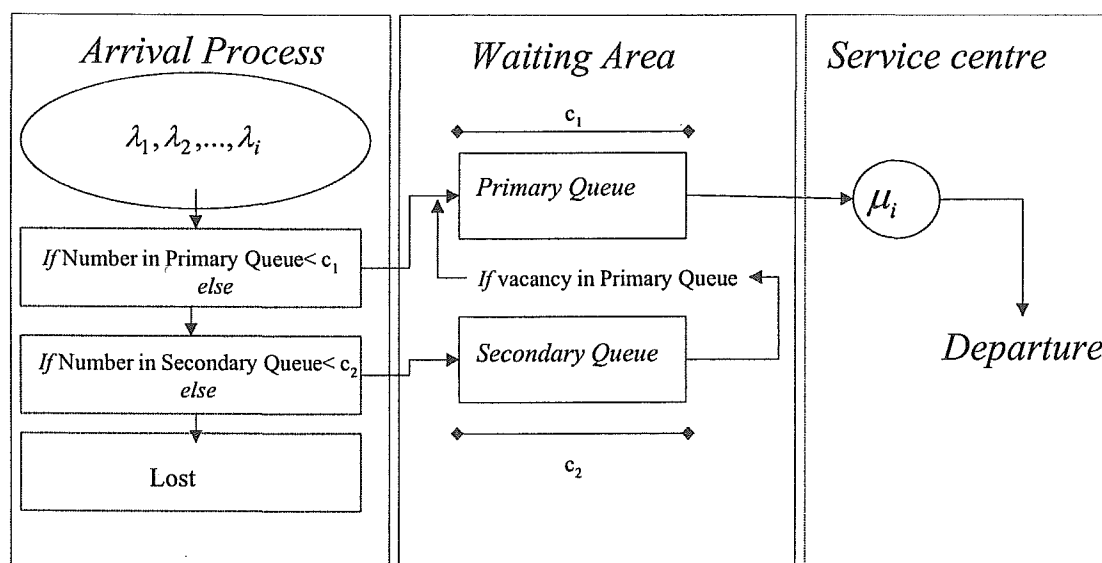 Arrival Process
λ₁, λ₂,..., λᵢ
If Number in Primary Queue< c₁
else
If Number in Secondary Queue< c₂
else
Lost
Waiting Area
c₁
Primary Queue
If vacancy in Primary Queue
Secondary Queue
c₂
Service centre
μᵢ
Departure